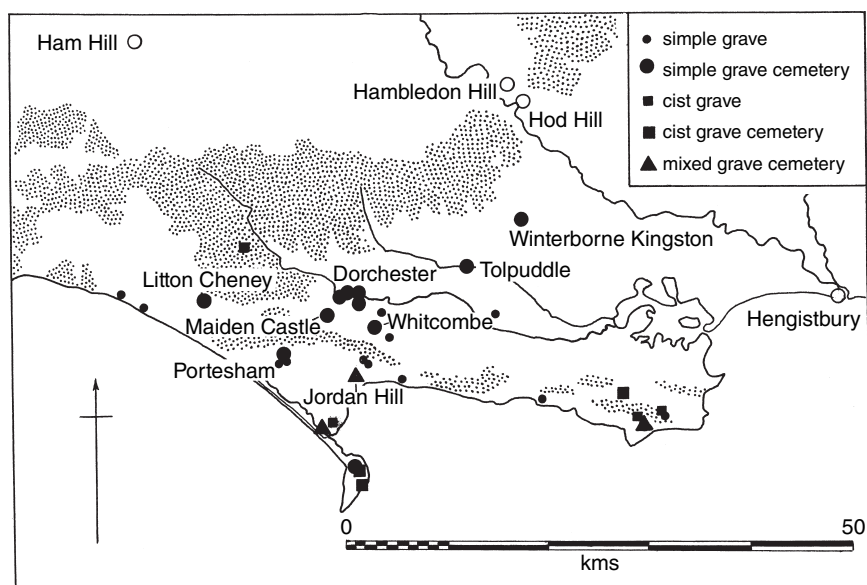 Ham Hill
Hambledon Hill
Hod Hill
simple grave
simple grave cemetery
cist grave
cist grave cemetery
mixed grave cemetery
Winterborne Kingston
Dorchester
Tolpuddle
Litton Cheney
Maiden Castle
Whitcombe
Hengistbury
Portesham
Jordan Hill
0
50
kms